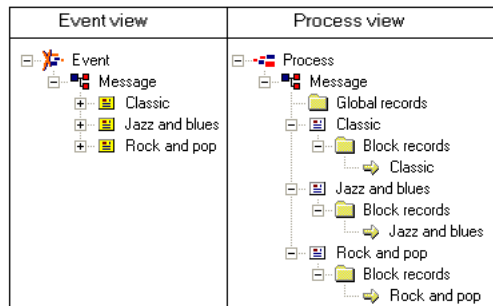 Event view
Event
Message
Classic
Jazz and blues
Rock and pop
Process view
Process
Message
Global records
Classic
Block records
Classic
Jazz and blues
Block records
Jazz and blues
Rock and pop
Block records
Rock and pop